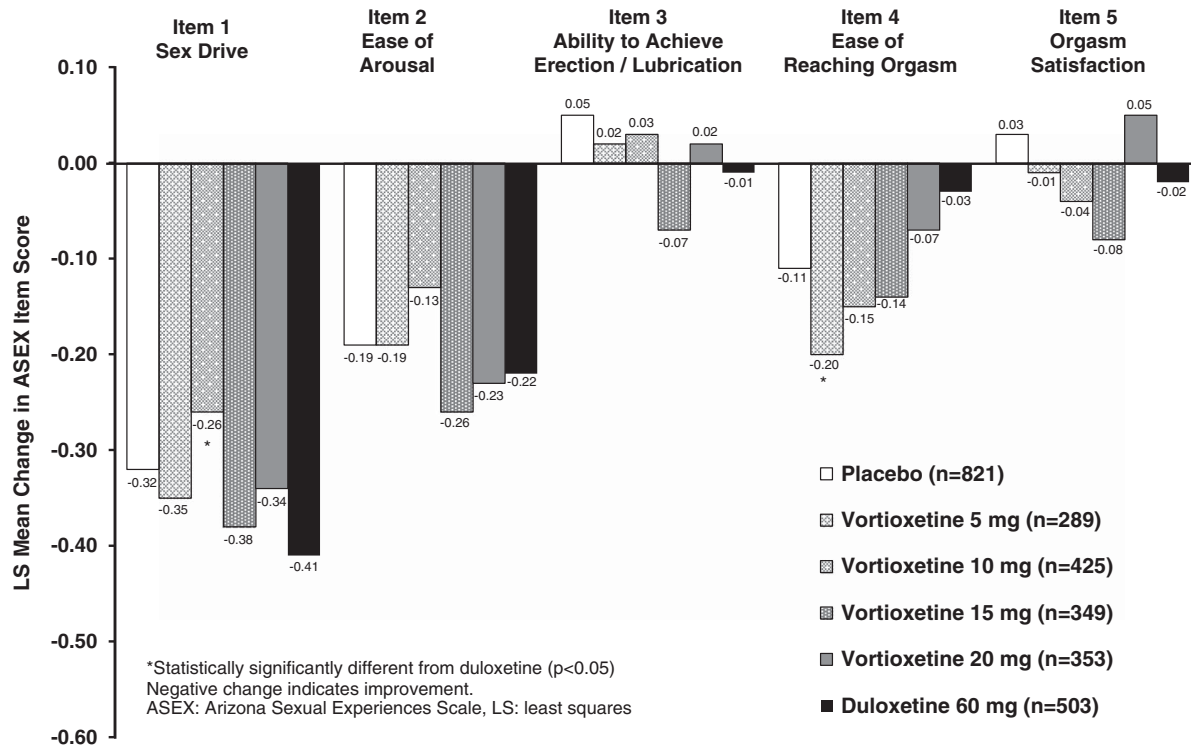 Item 1
Sex Drive
Item 2
Ease of
Arousal
Item 3
Ability to Achieve
Erection / Lubrication
Item 4
Ease of
Reaching Orgasm
Item 5
Orgasm
Satisfaction
LS Mean Change in ASEX Item Score
0.10
0.00
-0.10
-0.20
-0.30
-0.40
-0.50
-0.60
-0.32
-0.35
-0.26
*
-0.38
-0.34
-0.41
-0.19
-0.19
-0.13
-0.26
-0.23
-0.22
0.05
0.02
0.03
-0.07
0.02
-0.01
-0.11
-0.20
*
-0.15
-0.14
-0.07
-0.03
0.03
-0.01
-0.04
-0.08
0.05
-0.02
Placebo (n=821)
Vortioxetine 5 mg (n=289)
Vortioxetine 10 mg (n=425)
Vortioxetine 15 mg (n=349)
Vortioxetine 20 mg (n=353)
Duloxetine 60 mg (n=503)
*Statistically significantly different from duloxetine (p<0.05)
Negative change indicates improvement.
ASEX: Arizona Sexual Experiences Scale, LS: least squares